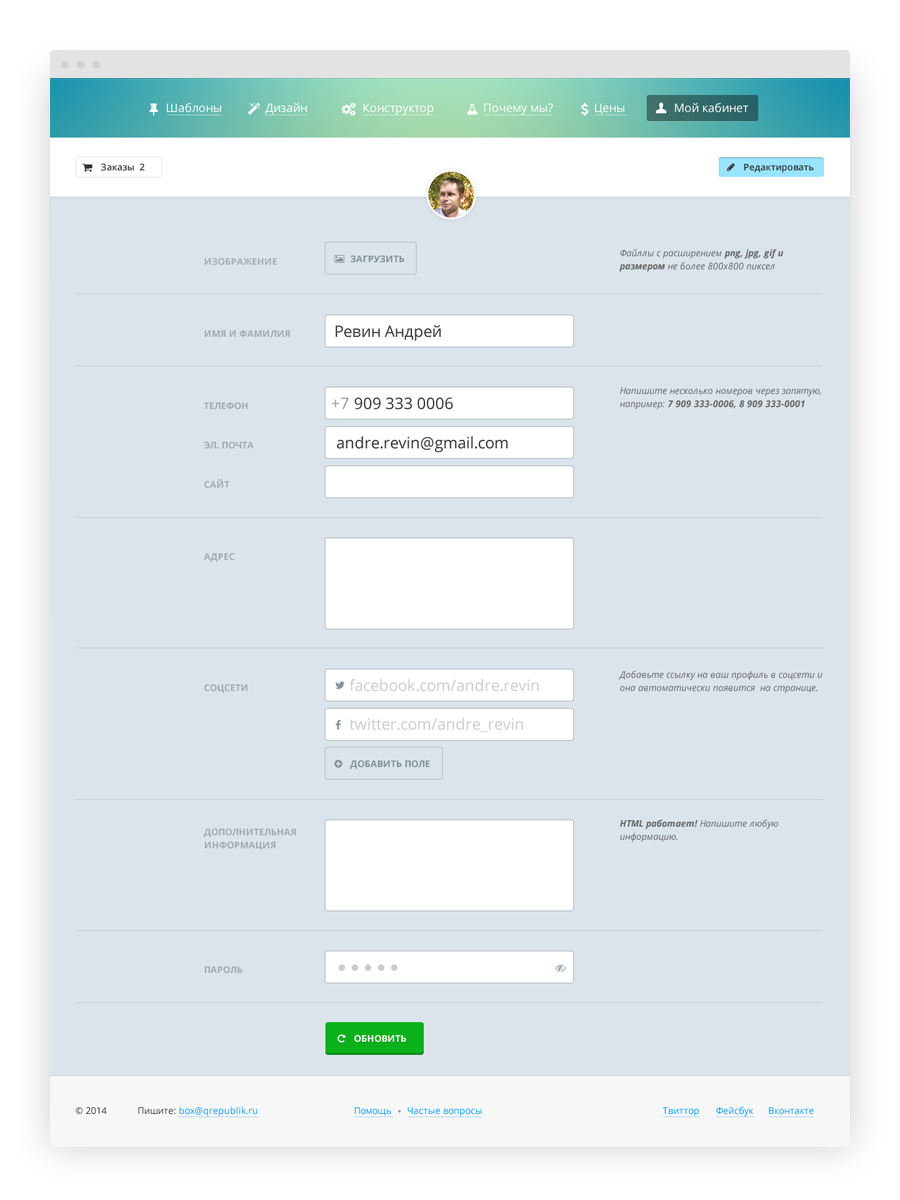 Шаблоны Дизайн Конструктор Почему мы? Цены Мой кабинет
Заказы 2
Редактировать
ИЗОБРАЖЕНИЕ
ЗАГРУЗИТЬ
Файллы с расширением png, jpg, gif и
размером не более 800х800 пиксел
ИМЯ И ФАМИЛИЯ
Ревин Андрей
ТЕЛЕФОН
+7 909 333 0006
Напишите несколько номеров через запятую,
например: 7 909 333-0006, 8 909 333-0001
ЭЛ. ПОЧТА
andre.revin@gmail.com
САЙТ
АДРЕС
СОЦСЕТИ
facebook.com/andre.revin
Добавьте ссылку на ваш профиль в соцсети и
она автоматически появится на странице.
twitter.com/andre_revin
ДОБАВИТЬ ПОЛЕ
ДОПОЛНИТЕЛЬНАЯ
ИНФОРМАЦИЯ
HTML работает! Напишите любую
информацию.
ПАРОЛЬ
ОБНОВИТЬ
© 2014 Пишите: box@qrepublik.ru Помощь • Частые вопросы Твиттор Фейсбук Вконтакте